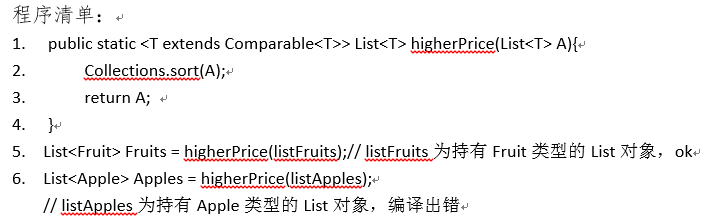 程序清单：
1. public static <T extends Comparable<T>> List<T> higherPrice(List<T> A){
2. Collections.sort(A);
3. return A;
4. }
5. List<Fruit> Fruits = higherPrice(listFruits);// listFruits 为持有 Fruit 类型的 List 对象，ok
6. List<Apple> Apples = higherPrice(listApples);
// listApples 为持有 Apple 类型的 List 对象，编译出错